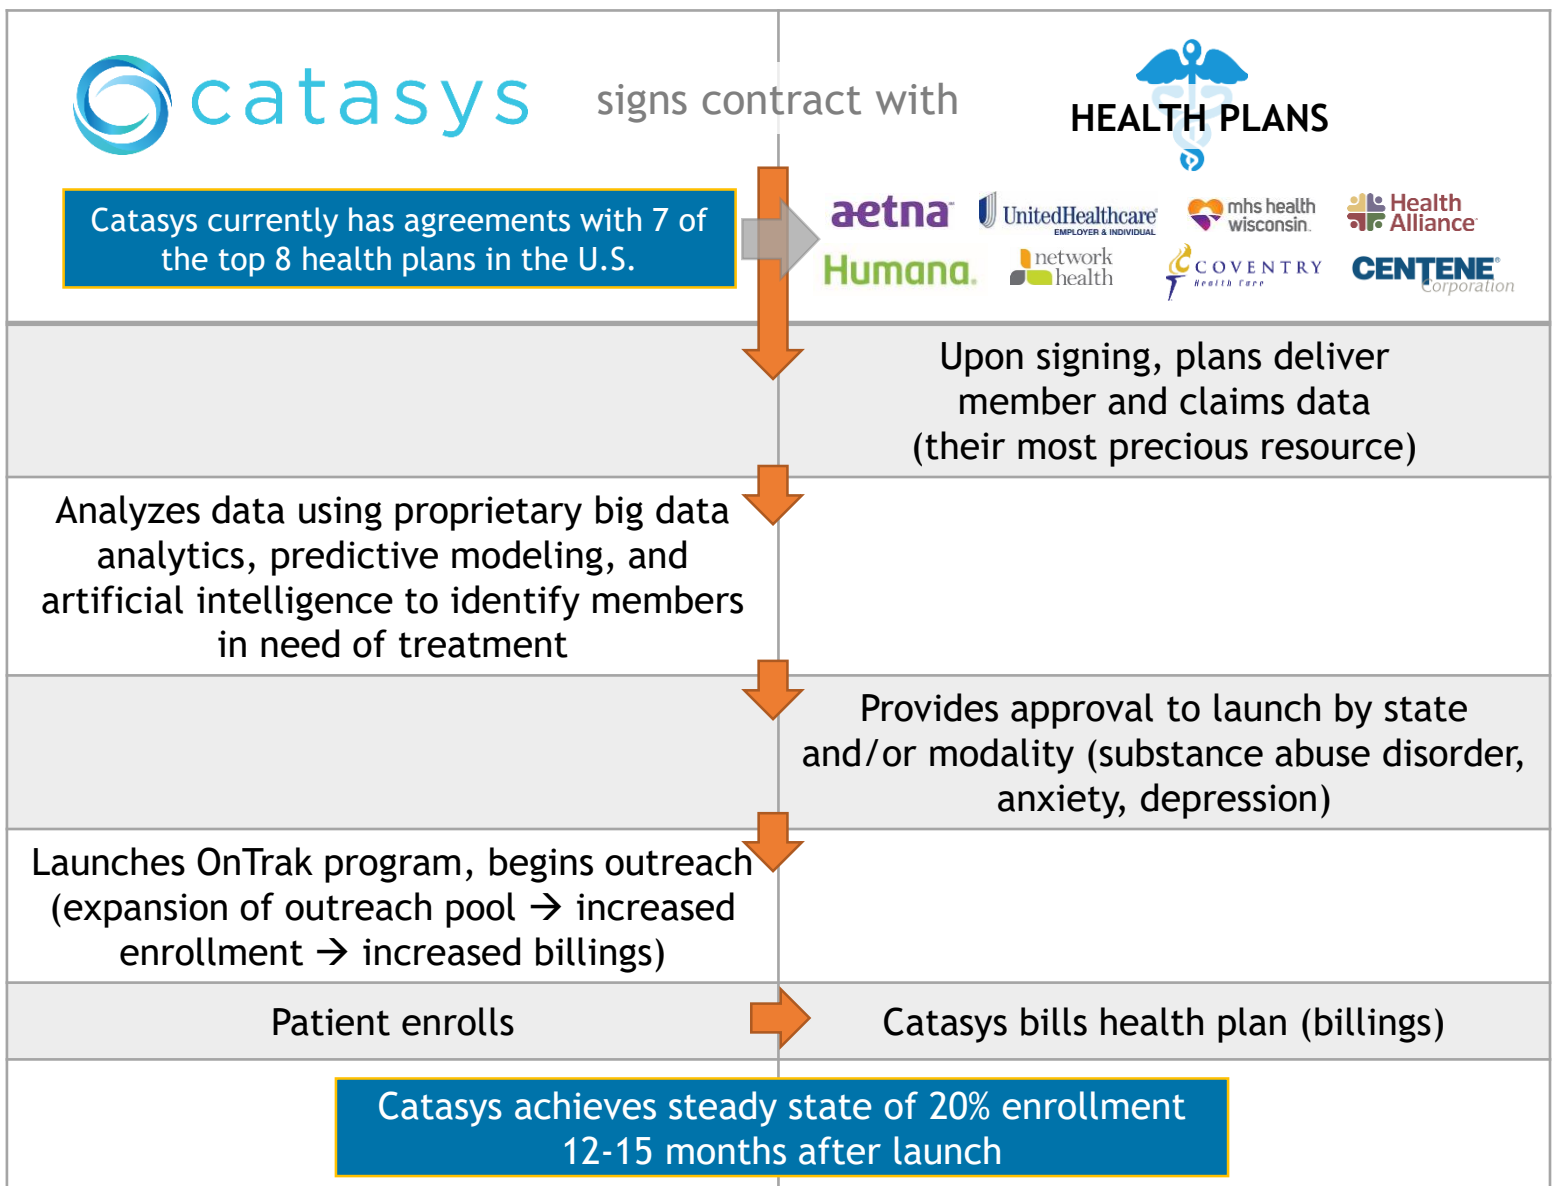 catasys signs contract with
HEALTH PLANS
Catasys currently has agreements with 7 of
the top 8 health plans in the U.S.
aetna
UnitedHealthcare®
EMPLOYER & INDIVIDUAL
mhs health
wisconsin.
Health
Alliance
Humana.
network
health
COVENTRY
Health Care
CENTENE®
Corporation
Upon signing, plans deliver
member and claims data
(their most precious resource)
Analyzes data using proprietary big data
analytics, predictive modeling, and
artificial intelligence to identify members
in need of treatment
Provides approval to launch by state
and/or modality (substance abuse disorder,
anxiety, depression)
Launches OnTrak program, begins outreach
(expansion of outreach pool → increased
enrollment → increased billings)
Patient enrolls
Catasys bills health plan (billings)
Catasys achieves steady state of 20% enrollment
12-15 months after launch